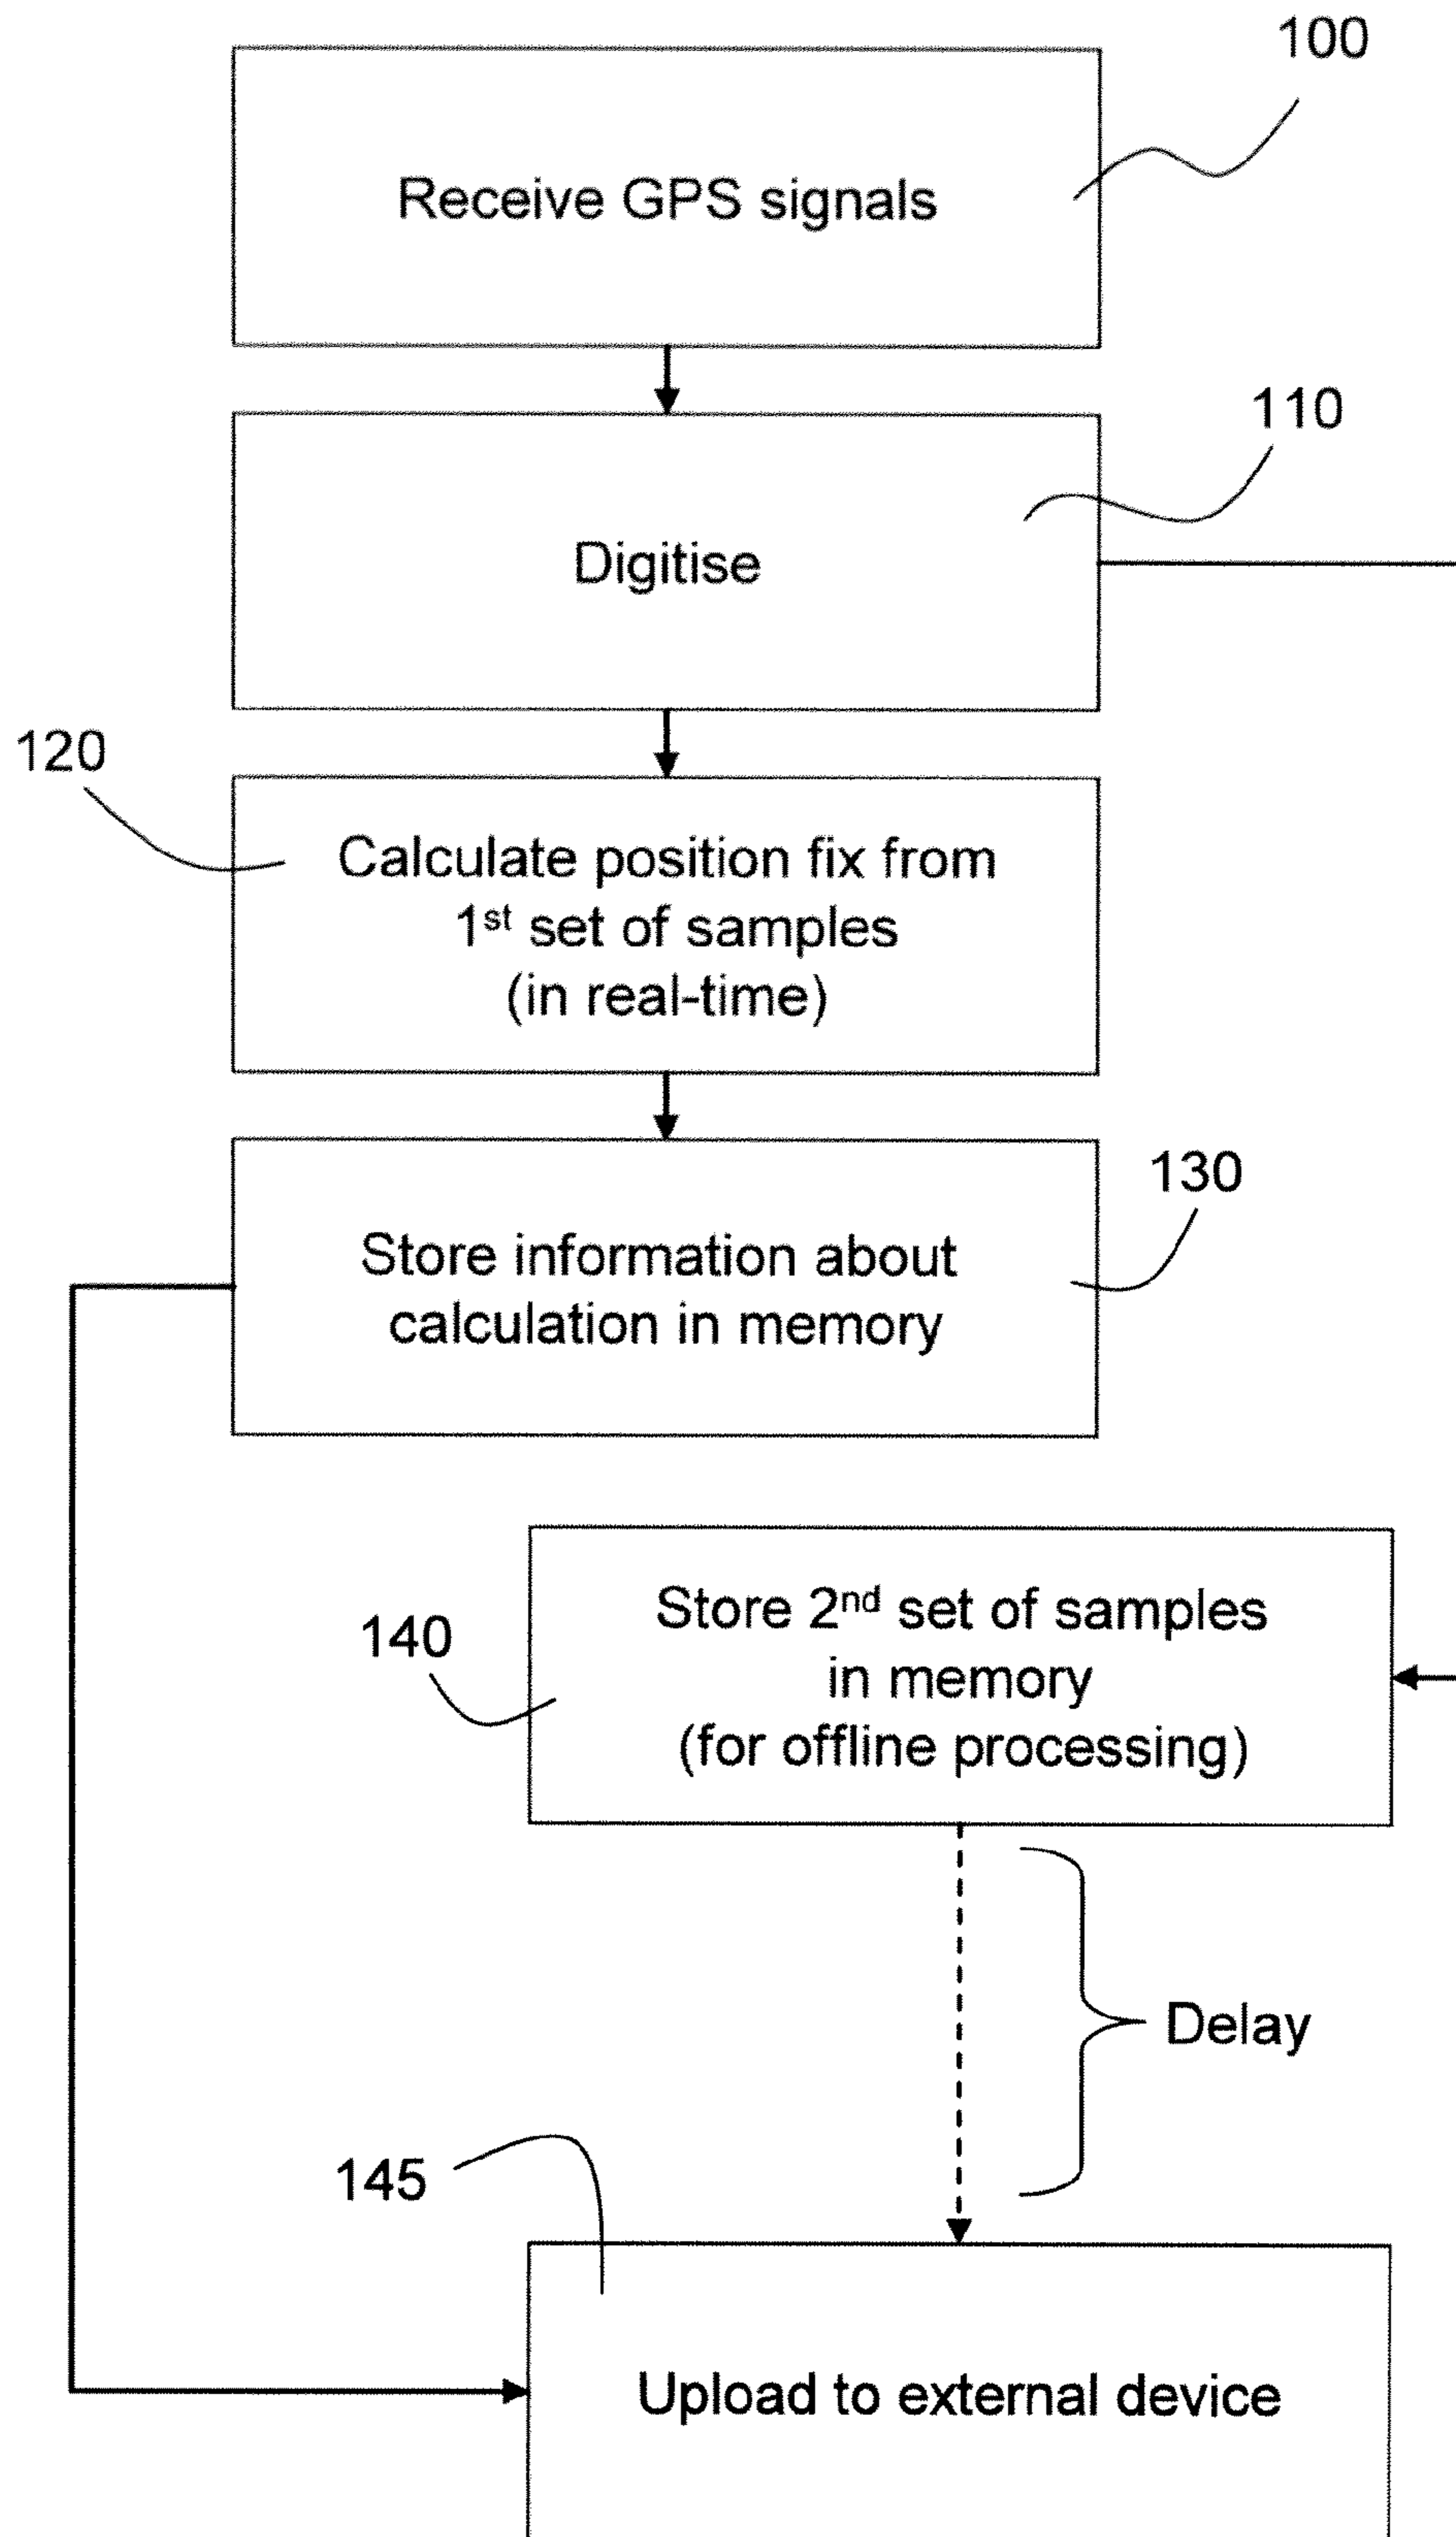 100
Receive GPS signals
110
Digitise
120
Calculate position fix from
1st set of samples
(in real-time)
130
Store information about
calculation in memory
140
Store 2nd set of samples
in memory
(for offline processing)
Delay
145
Upload to external device